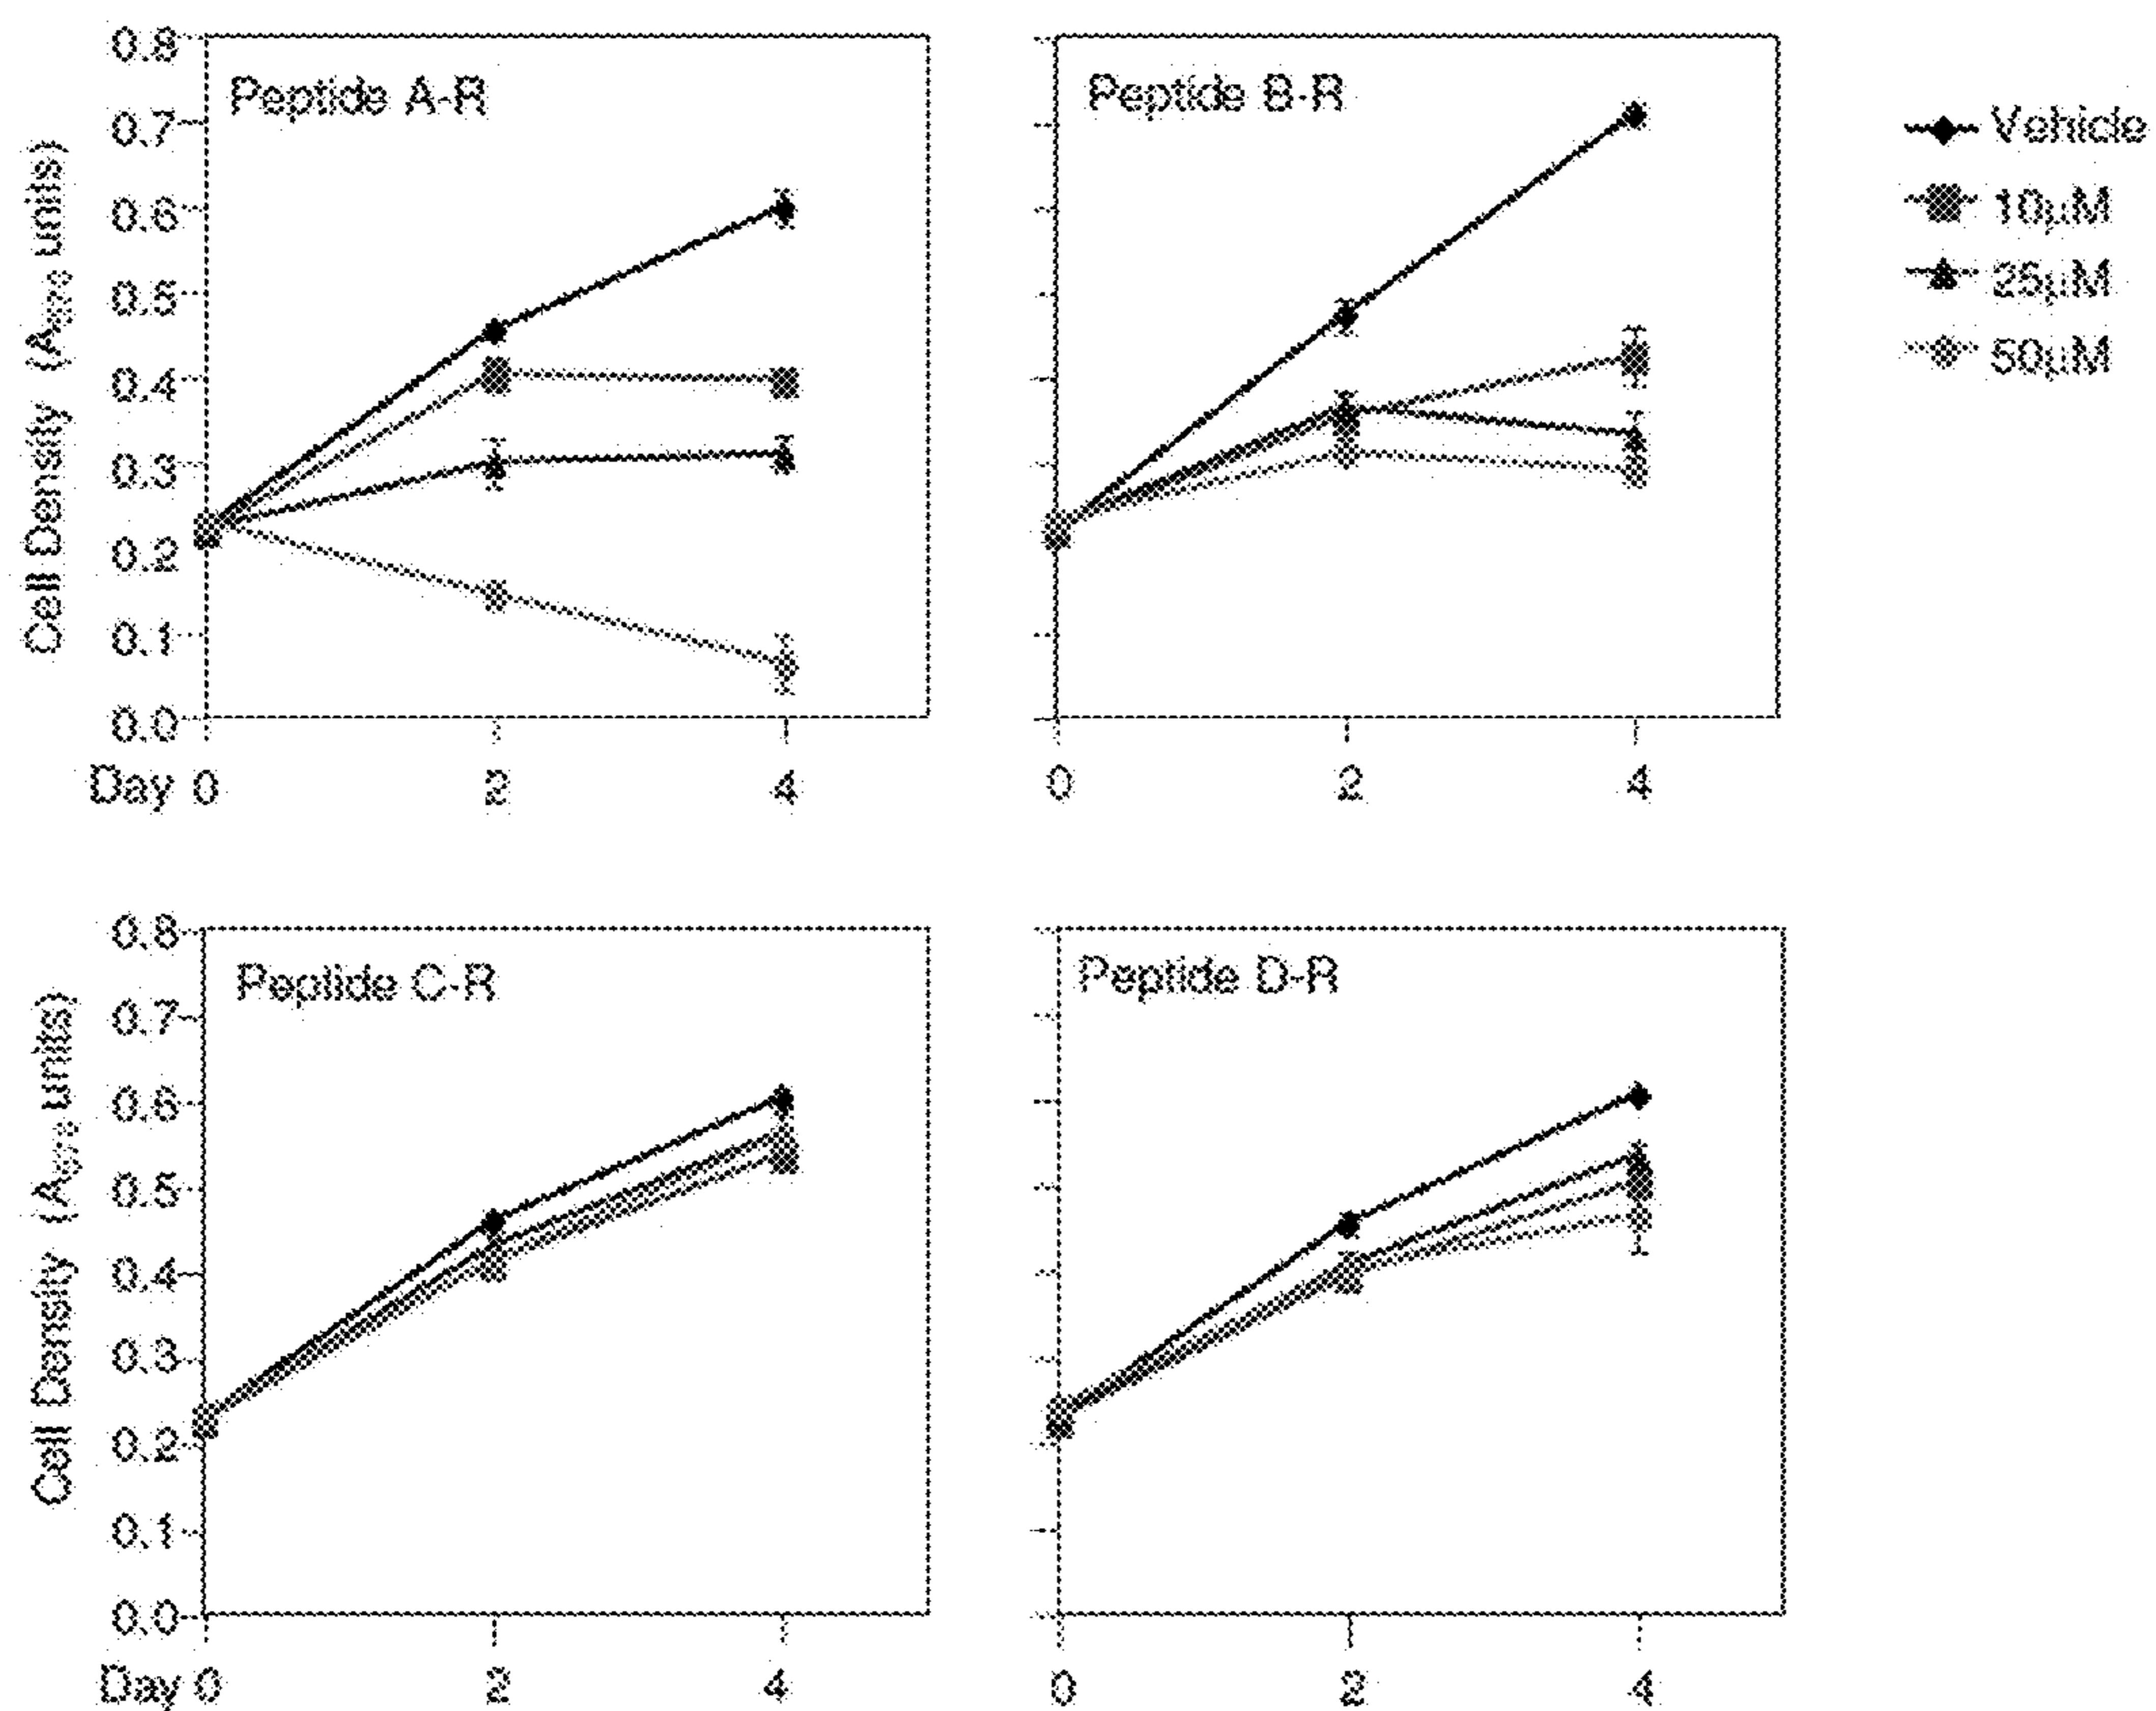 Peptide A-R
Peptide B-R
Vehicle
10µM
25µM
50µM
Cell Density (A units)
0.8
0.7
0.6
0.5
0.4
0.3
0.2
0.1
0.0
Day 0 2 4
0 2 4
Peptide C-R
Peptide D-R
Cell Density (A units)
0.8
0.7
0.6
0.5
0.4
0.3
0.2
0.1
0.0
Day 0 2 4
0 2 4